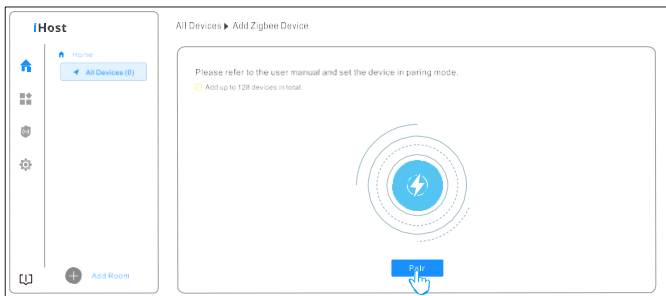 iHost
All Devices ▶ Add Zigbee Device
Home
All Devices (0)
Please refer to the user manual and set the device in paring mode.
Add up to 128 devices in total.
Pair
Add Room